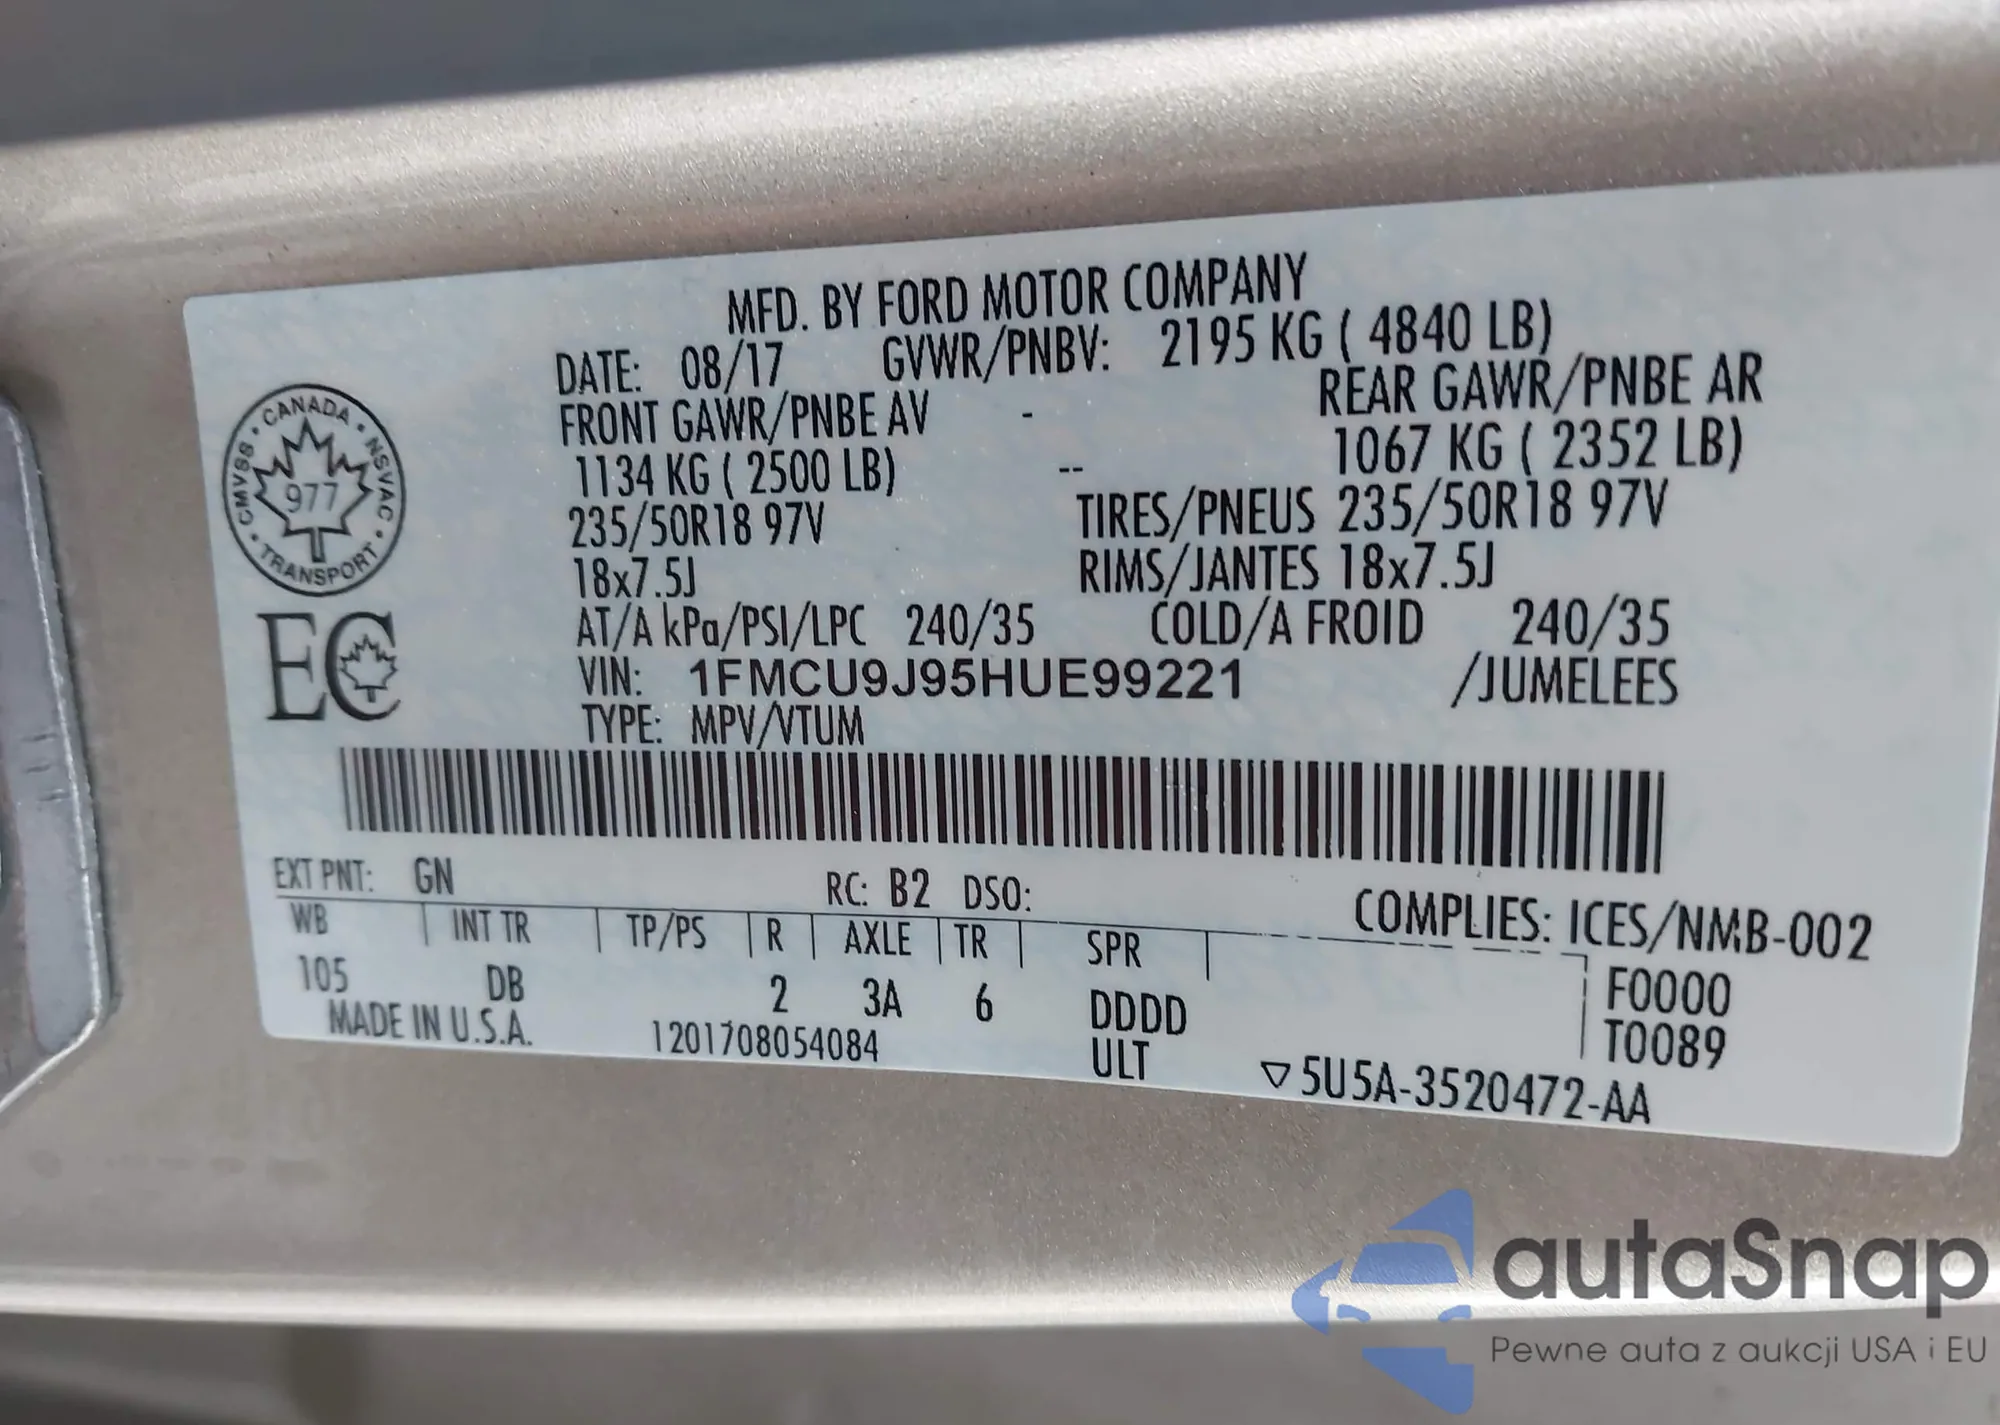 MFD. BY FORD MOTOR COMPANY
DATE: 08/17 GVWR/PNBV: 2195 KG ( 4840 LB)
FRONT GAWR/PNBE AV - REAR GAWR/PNBE AR
1134 KG ( 2500 LB) -- 1067 KG ( 2352 LB)
235/50R18 97V TIRES/PNEUS 235/50R18 97V
18x7.5J RIMS/JANTES 18x7.5J
AT/A kPa/PSI/LPC 240/35 COLD/A FROID 240/35
VIN: 1FMCU9J95HUE99221 /JUMELEES
TYPE: MPV/VTUM
CANADA • NSVAC • TRANSPORT • CMVSS •
977
EC
EXT PNT: GN RC: B2 DSO:
COMPLIES: ICES/NMB-002
WB | INT TR | TP/PS | R | AXLE | TR | SPR |
105 DB 2 3A 6 DDDD F0000
MADE IN U.S.A. 1201708054084 ULT T0089
▽5U5A-3520472-AA
autaSnap
Pewne auta z aukcji USA i EU